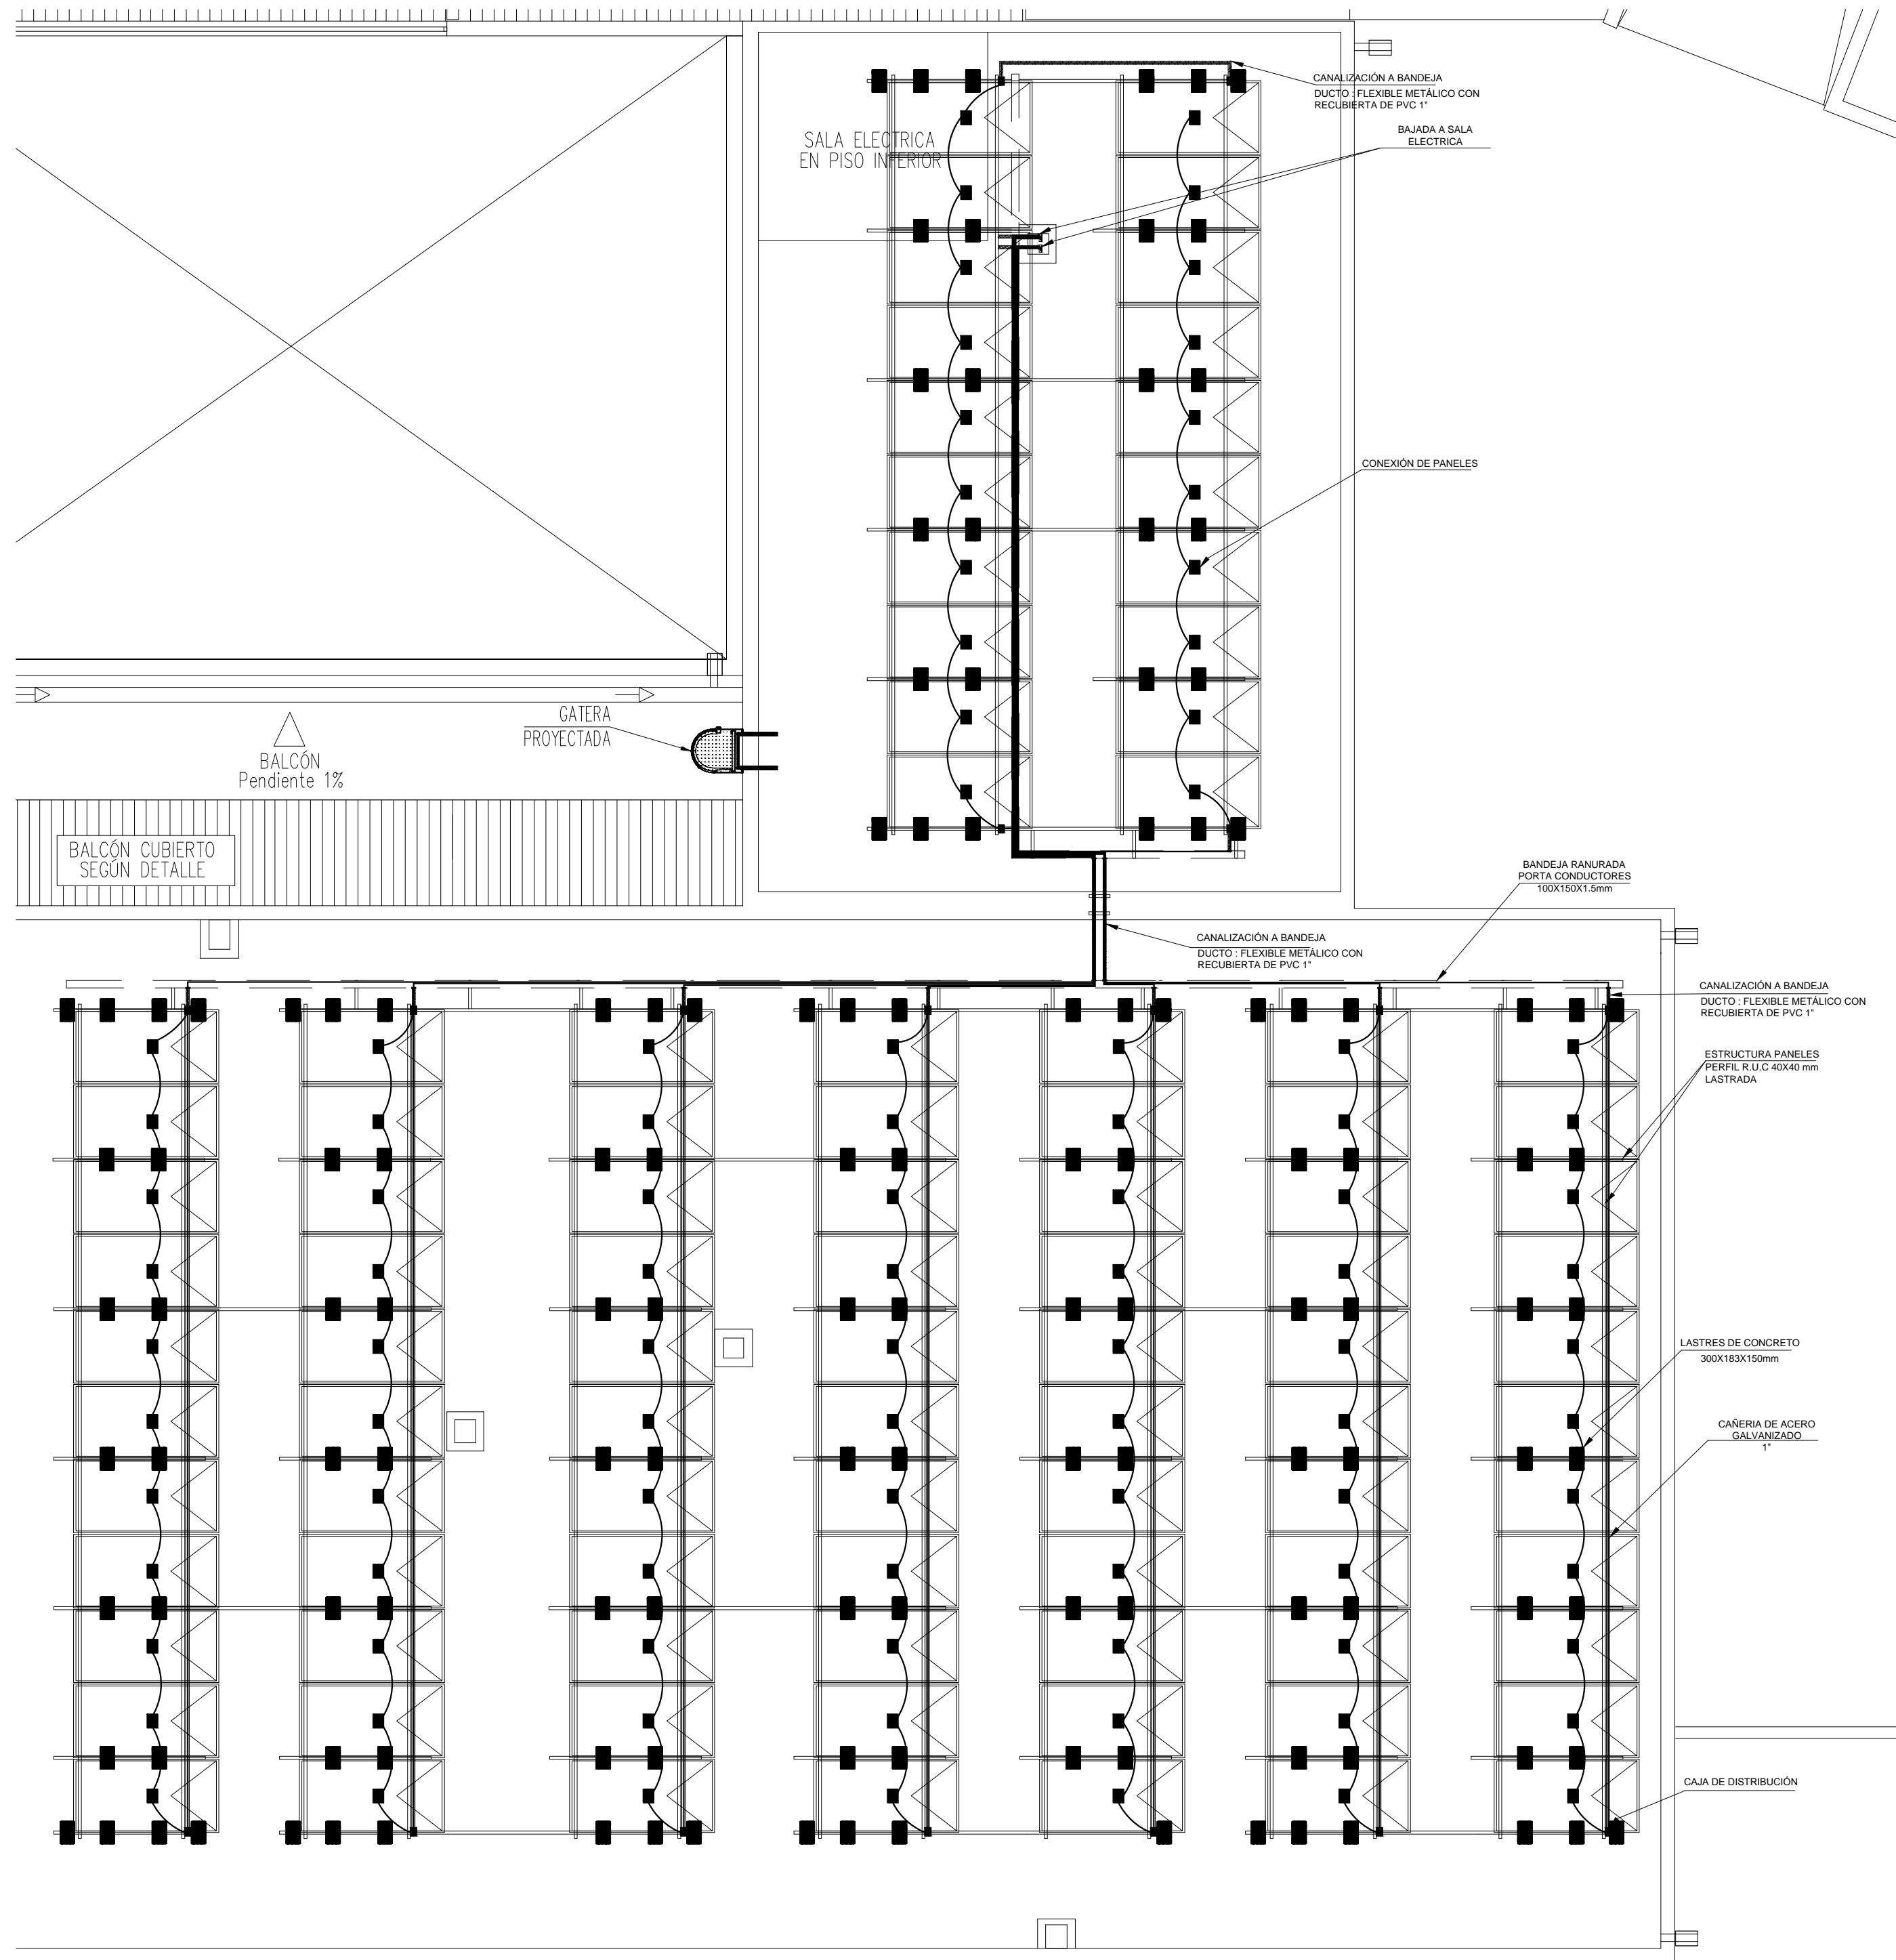 CANALIZACIÓN A BANDEJA
DUCTO : FLEXIBLE METÁLICO CON
RECUBIERTA DE PVC 1"
BAJADA A SALA
ELECTRICA
SALA ELECTRICA
EN PISO INFERIOR
CONEXIÓN DE PANELES
GATERA
PROYECTADA
BALCÓN
Pendiente 1%
BALCÓN CUBIERTO
SEGÚN DETALLE
BANDEJA RANURADA
PORTA CONDUCTORES
100X150X1.5mm
CANALIZACIÓN A BANDEJA
DUCTO : FLEXIBLE METÁLICO CON
RECUBIERTA DE PVC 1"
CANALIZACIÓN A BANDEJA
DUCTO : FLEXIBLE METÁLICO CON
RECUBIERTA DE PVC 1"
ESTRUCTURA PANELES
PERFIL R.U.C 40X40 mm
LASTRADA
LASTRES DE CONCRETO
300X183X150mm
CAÑERIA DE ACERO
GALVANIZADO
1"
CAJA DE DISTRIBUCIÓN